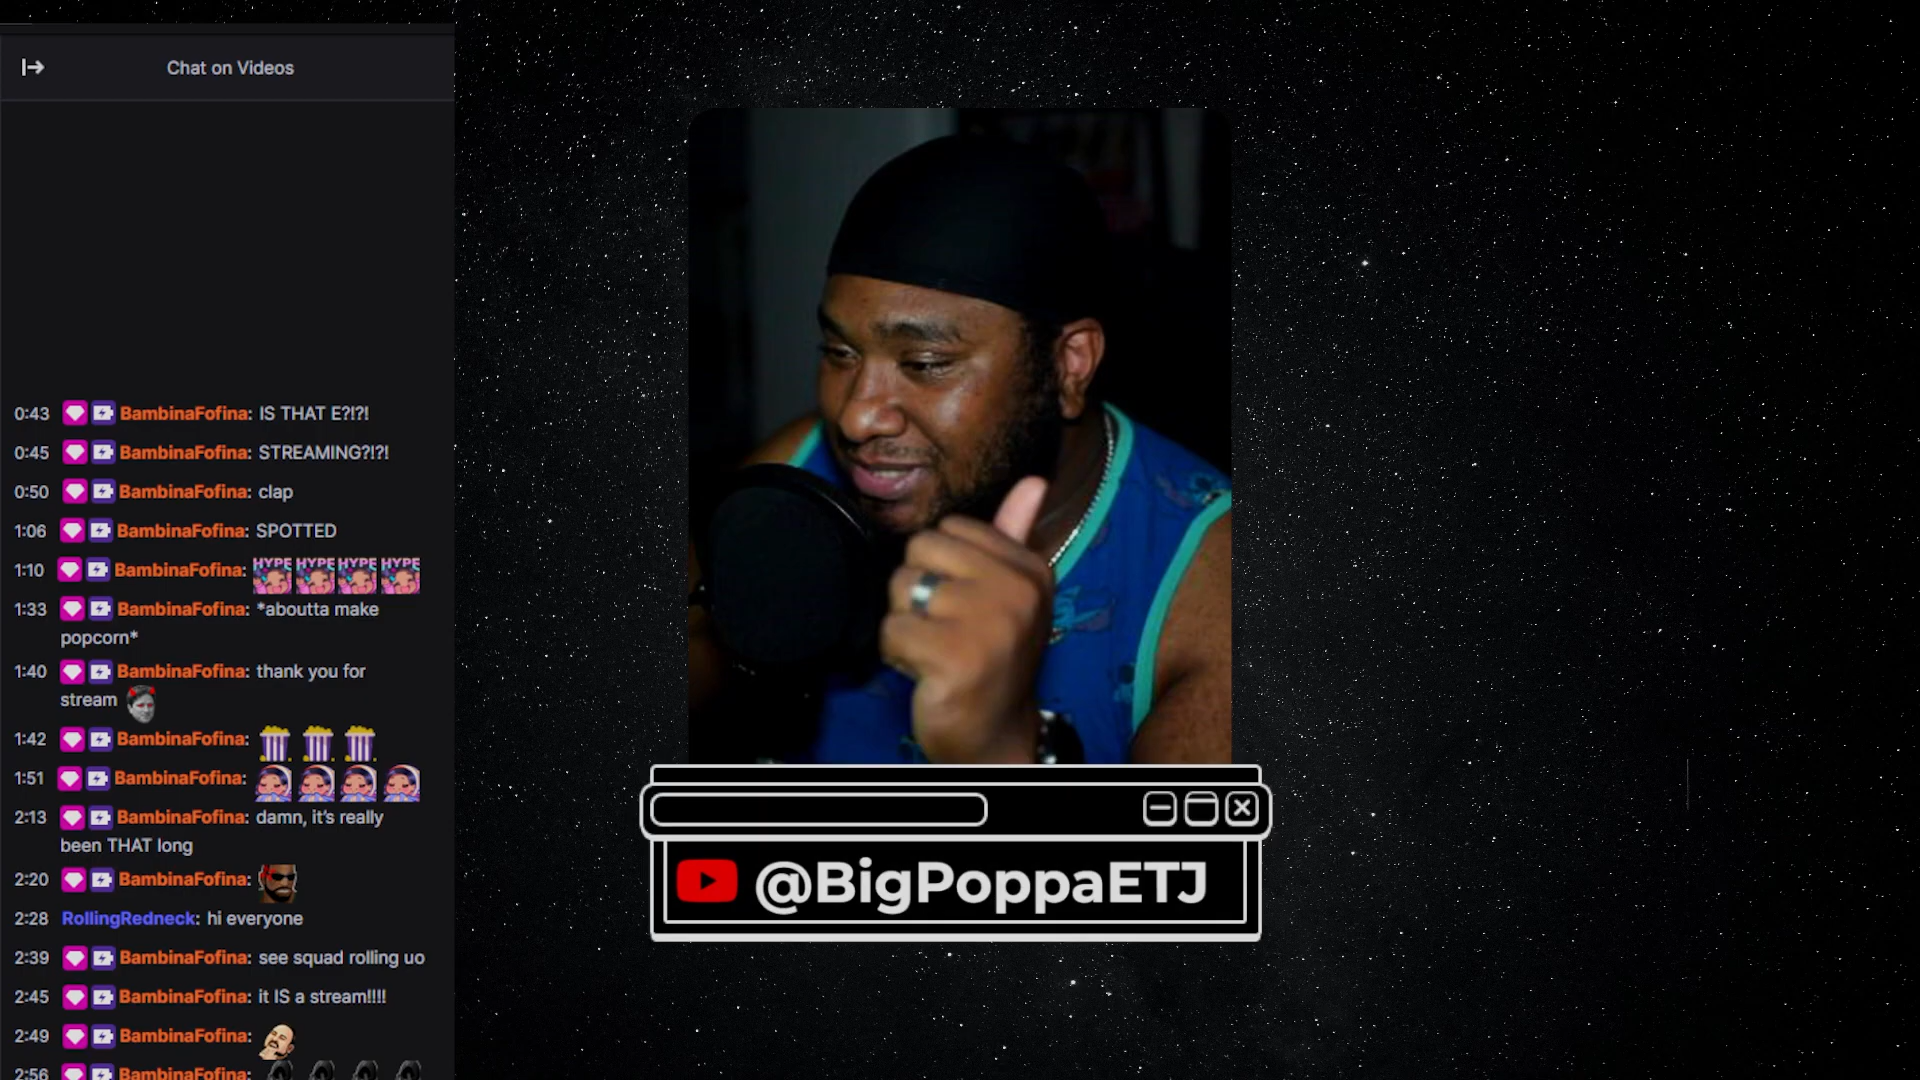 Chat on Videos
0:43 BambinaFofina: IS THAT E?!?!
0:45 BambinaFofina: STREAMING?!?!
0:50 BambinaFofina: clap
1:06 BambinaFofina: SPOTTED
1:10 BambinaFofina: HYPE HYPE HYPE HYPE
1:33 BambinaFofina: *aboutta make
popcorn*
1:40 BambinaFofina: thank you for
stream
1:42 BambinaFofina:
1:51 BambinaFofina:
2:13 BambinaFofina: damn, it's really
been THAT long
2:20 BambinaFofina:
2:28 RollingRedneck: hi everyone
2:39 BambinaFofina: see squad rolling uo
2:45 BambinaFofina: it IS a stream!!!!
2:49 BambinaFofina:
2:56 BambinaFofina:
@BigPoppaETJ